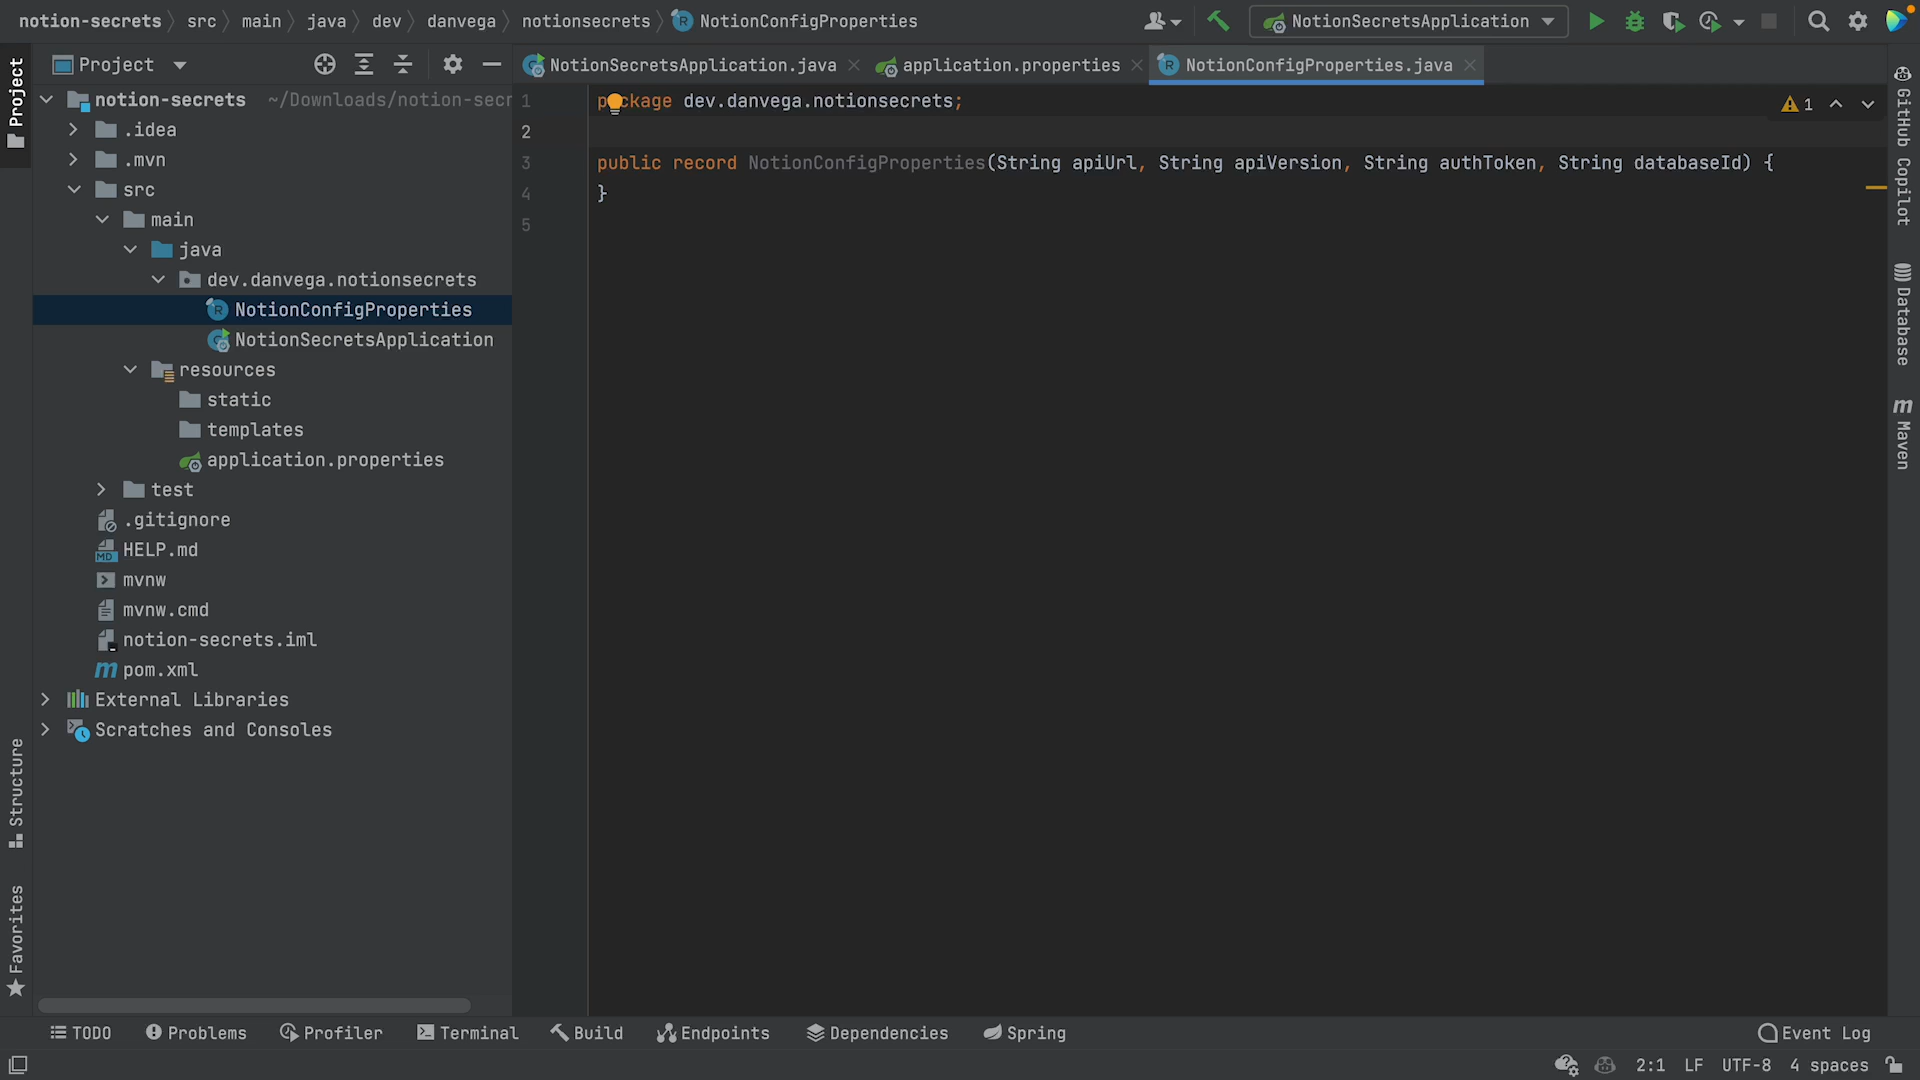 notion-secrets src main java dev danvega notionsecrets NotionConfigProperties
NotionSecretsApplication
Project
NotionSecretsApplication.java
application.properties
NotionConfigProperties.java
Project
notion-secrets ~/Downloads/notion-secr
.idea
.mvn
src
main
java
dev.danvega.notionsecrets
NotionConfigProperties
NotionSecretsApplication
resources
static
templates
application.properties
test
.gitignore
HELP.md
mvnw
mvnw.cmd
notion-secrets.iml
pom.xml
External Libraries
Scratches and Consoles
Structure
Favorites
1 package dev.danvega.notionsecrets;
2
3 public record NotionConfigProperties(String apiUrl, String apiVersion, String authToken, String databaseId) {
4 }
5
1
GitHub Copilot
Database
Maven
TODO Problems Profiler Terminal Build Endpoints Dependencies Spring Event Log
2:1 LF UTF-8 4 spaces